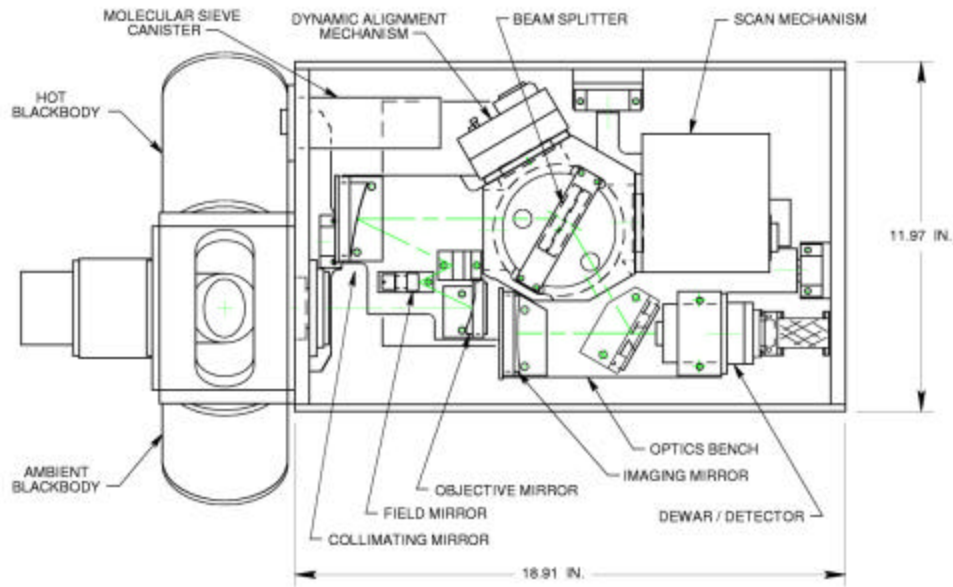 MOLECULAR SIEVE
CANISTER
DYNAMIC ALIGNMENT
MECHANISM
BEAM SPLITTER
SCAN MECHANISM
HOT
BLACKBODY
11.97 IN.
AMBIENT
BLACKBODY
OPTICS BENCH
IMAGING MIRROR
OBJECTIVE MIRROR
FIELD MIRROR
DEWAR / DETECTOR
COLLIMATING MIRROR
18.91 IN.